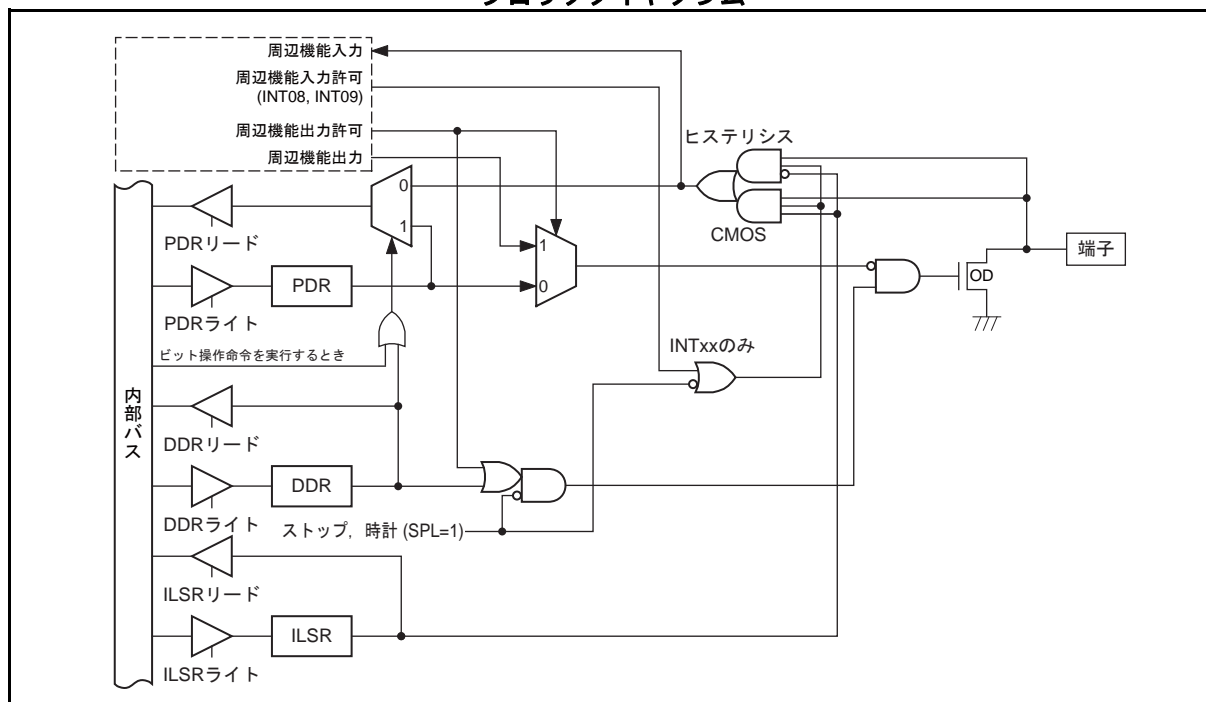 ブロックダイヤグラム
周辺機能入力
周辺機能入力許可
(INT08, INT09)
周辺機能出力許可
周辺機能出力
ヒステリシス
CMOS
0
1
1
0
PDRリード
PDR
PDRライト
端子
OD
ビット操作命令を実行するとき
INTxxのみ
内部バス
DDRリード
DDR
DDRライト
ストップ, 時計 (SPL=1)
ILSRリード
ILSR
ILSRライト